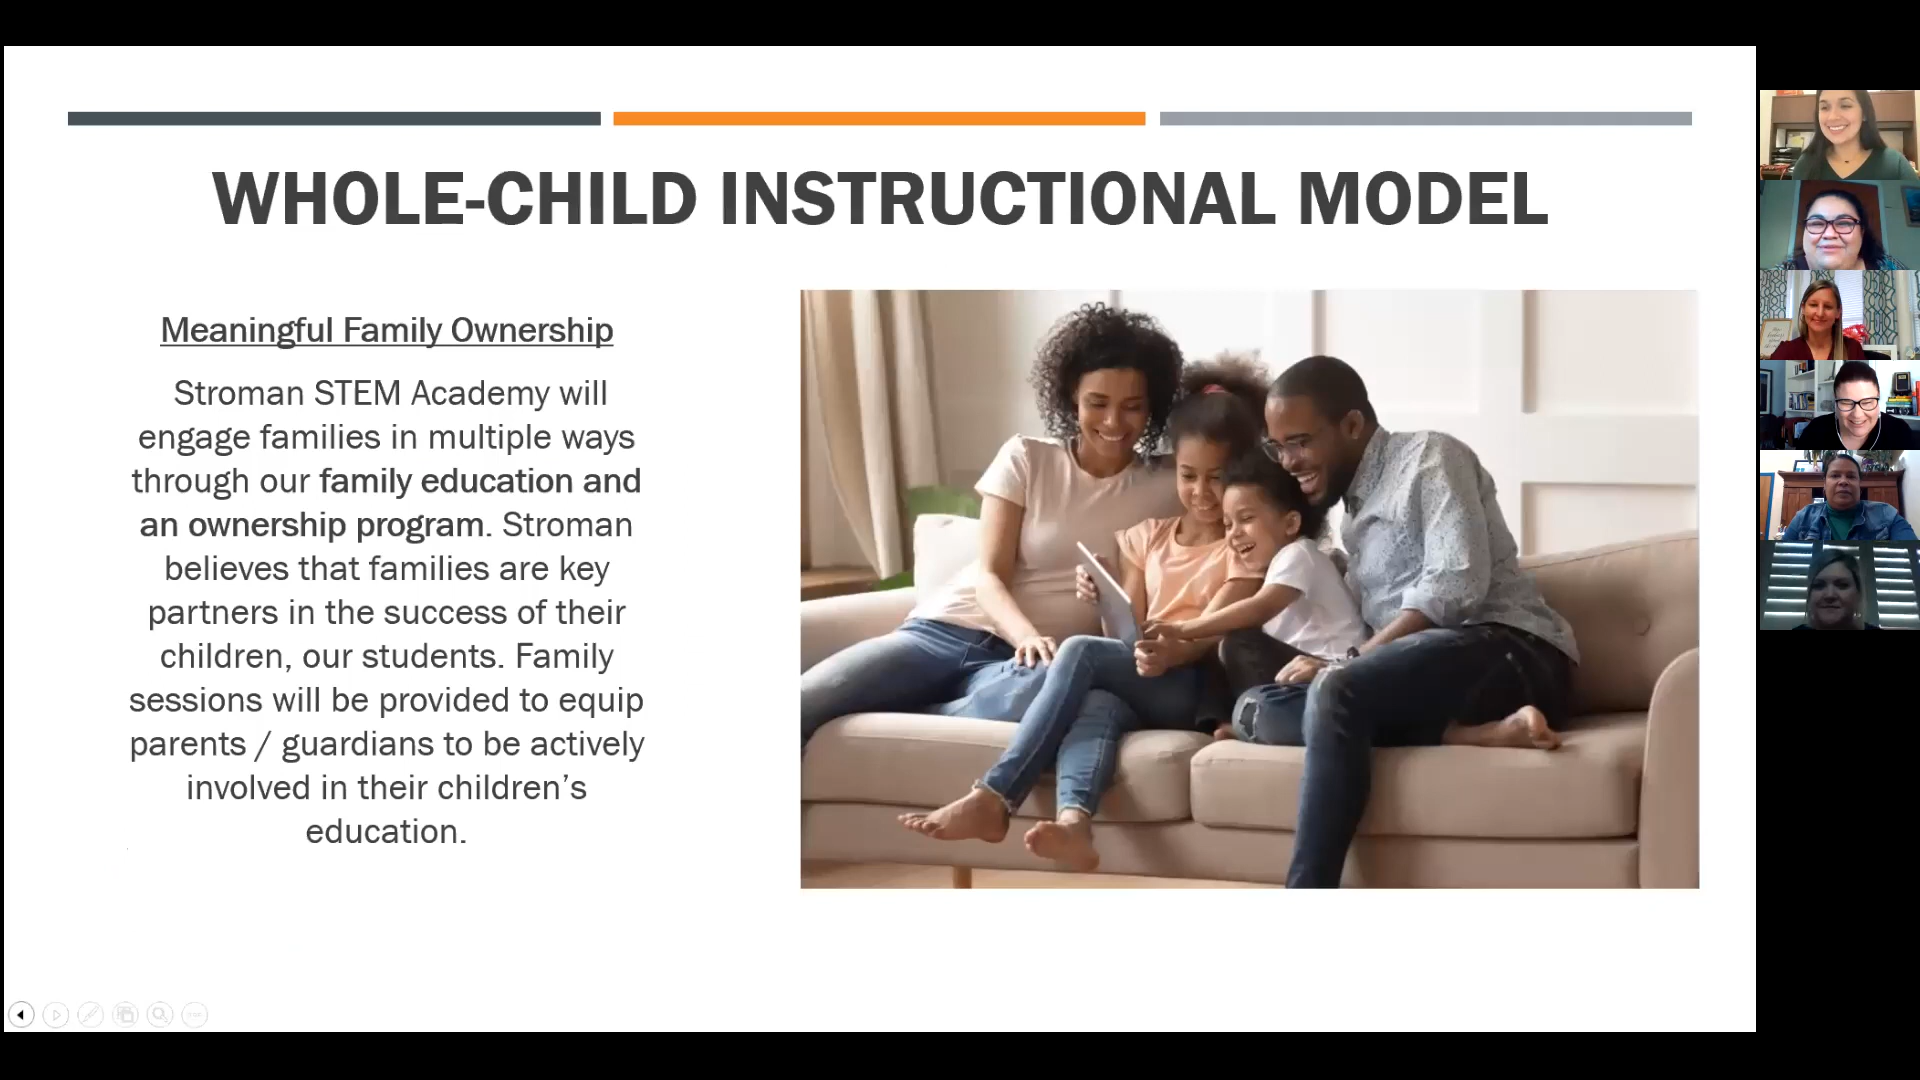 WHOLE-CHILD INSTRUCTIONAL MODEL
Meaningful Family Ownership
Stroman STEM Academy will
engage families in multiple ways
through our family education and
an ownership program. Stroman
believes that families are key
partners in the success of their
children, our students. Family
sessions will be provided to equip
parents / guardians to be actively
involved in their children’s
education.